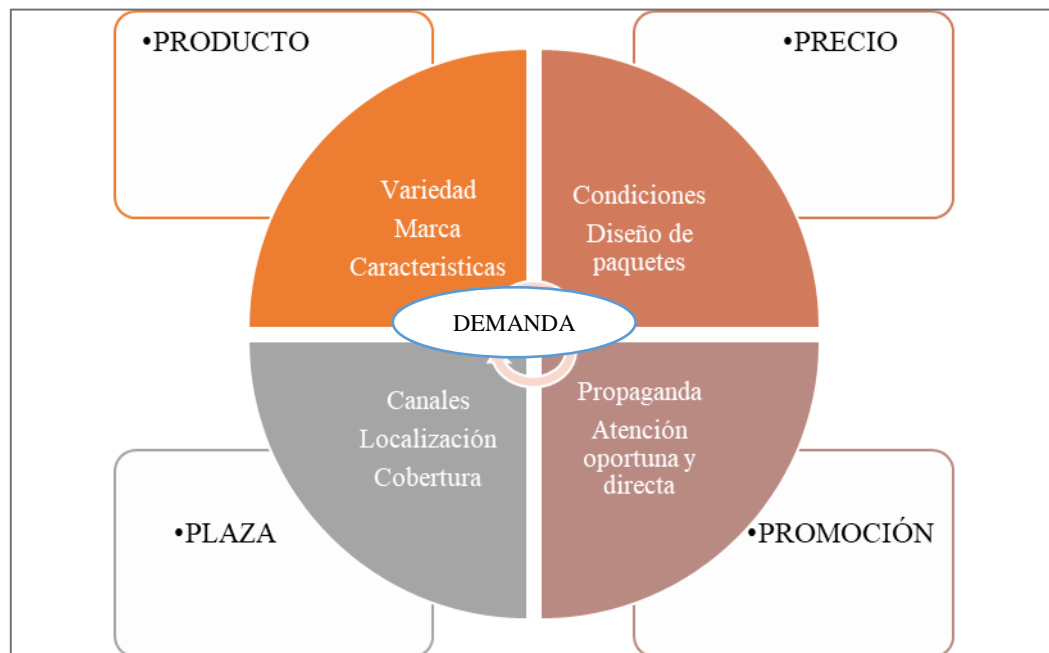 •PRODUCTO
•PRECIO
Variedad
Marca
Caracteristicas
Condiciones
Diseño de
paquetes
DEMANDA
Canales
Localización
Cobertura
Propaganda
Atención
oportuna y
directa
•PLAZA
•PROMOCIÓN